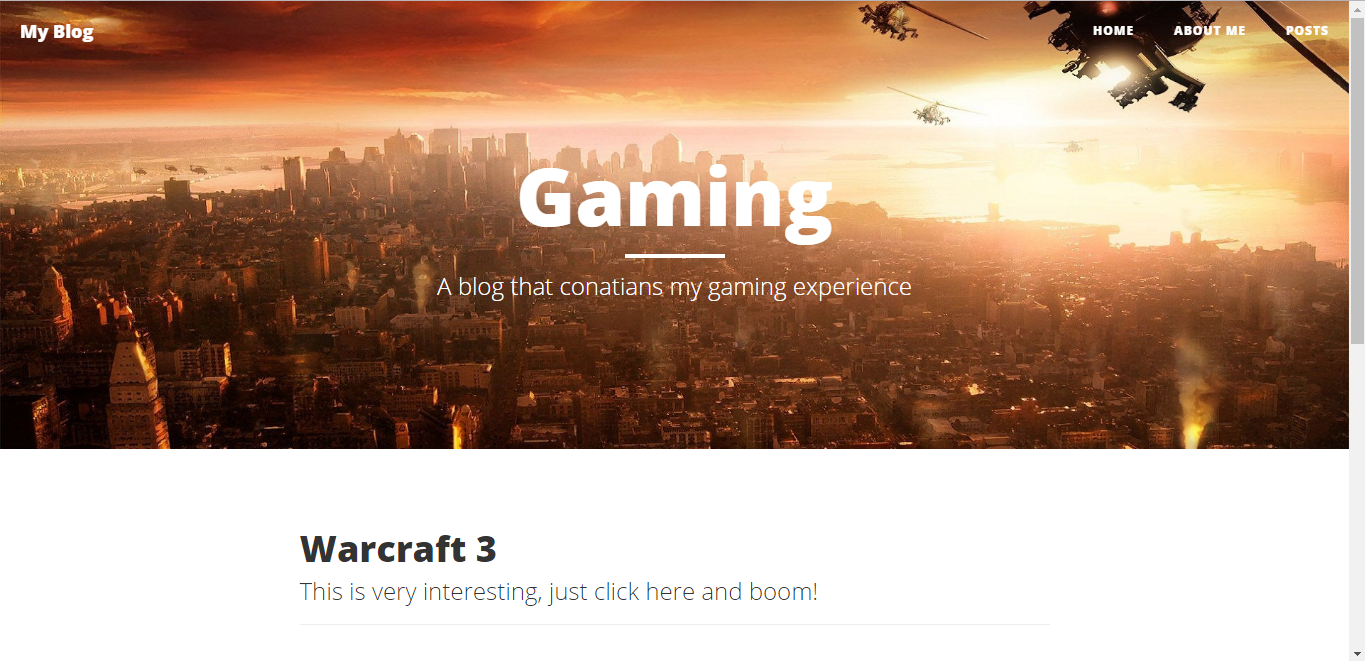 My Blog
HOME ABOUT ME POSTS
Gaming
A blog that conatians my gaming experience
Warcraft 3
This is very interesting, just click here and boom!